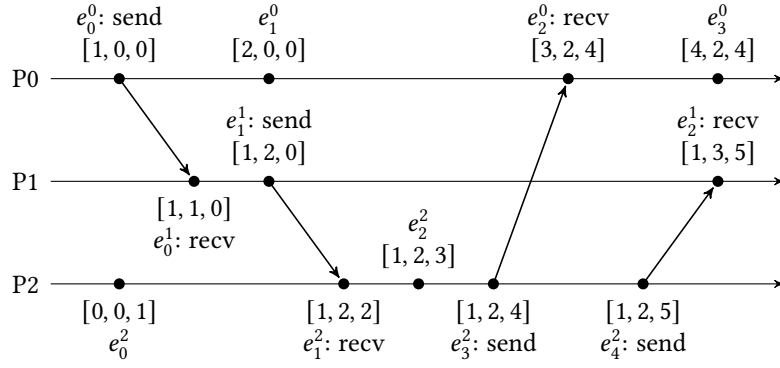 e_0^0: send
[1, 0, 0]
e_1^0
[2, 0, 0]
e_2^0: recv
[3, 2, 4]
e_3^0
[4, 2, 4]
P0
e_1^1: send
[1, 2, 0]
e_2^1: recv
[1, 3, 5]
P1
[1, 1, 0]
e_0^1: recv
e_2^2
[1, 2, 3]
P2
[0, 0, 1]
e_0^2
[1, 2, 2]
e_1^2: recv
[1, 2, 4]
e_3^2: send
[1, 2, 5]
e_4^2: send